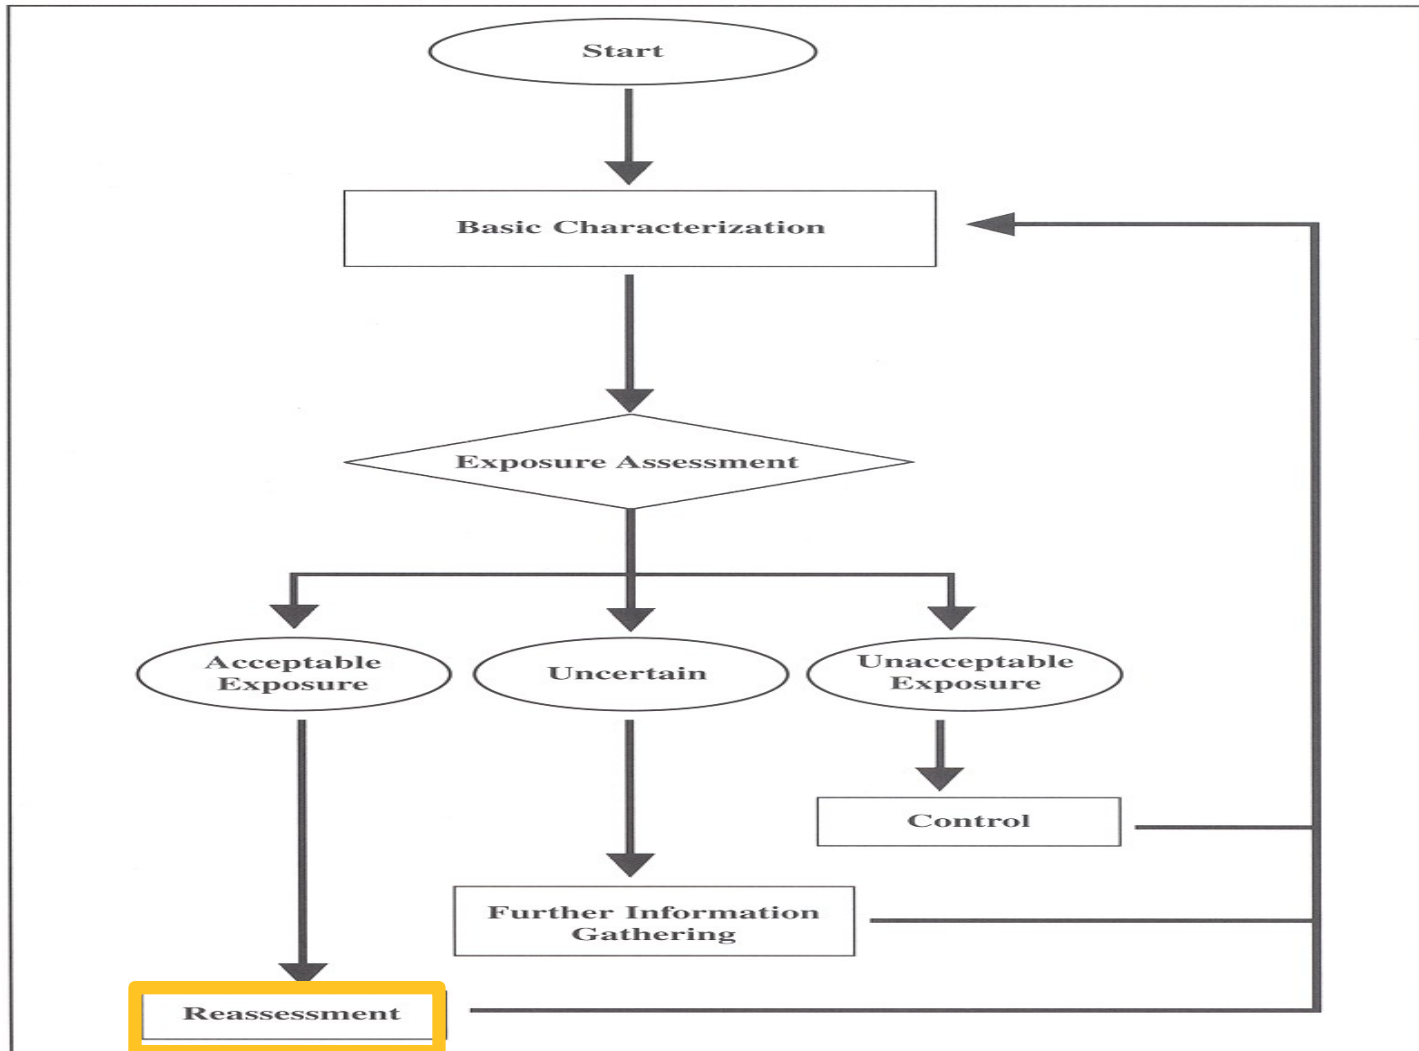 Start
Basic Characterization
Exposure Assessment
Acceptable
Exposure
Uncertain
Unacceptable
Exposure
Control
Further Information
Gathering
Reassessment